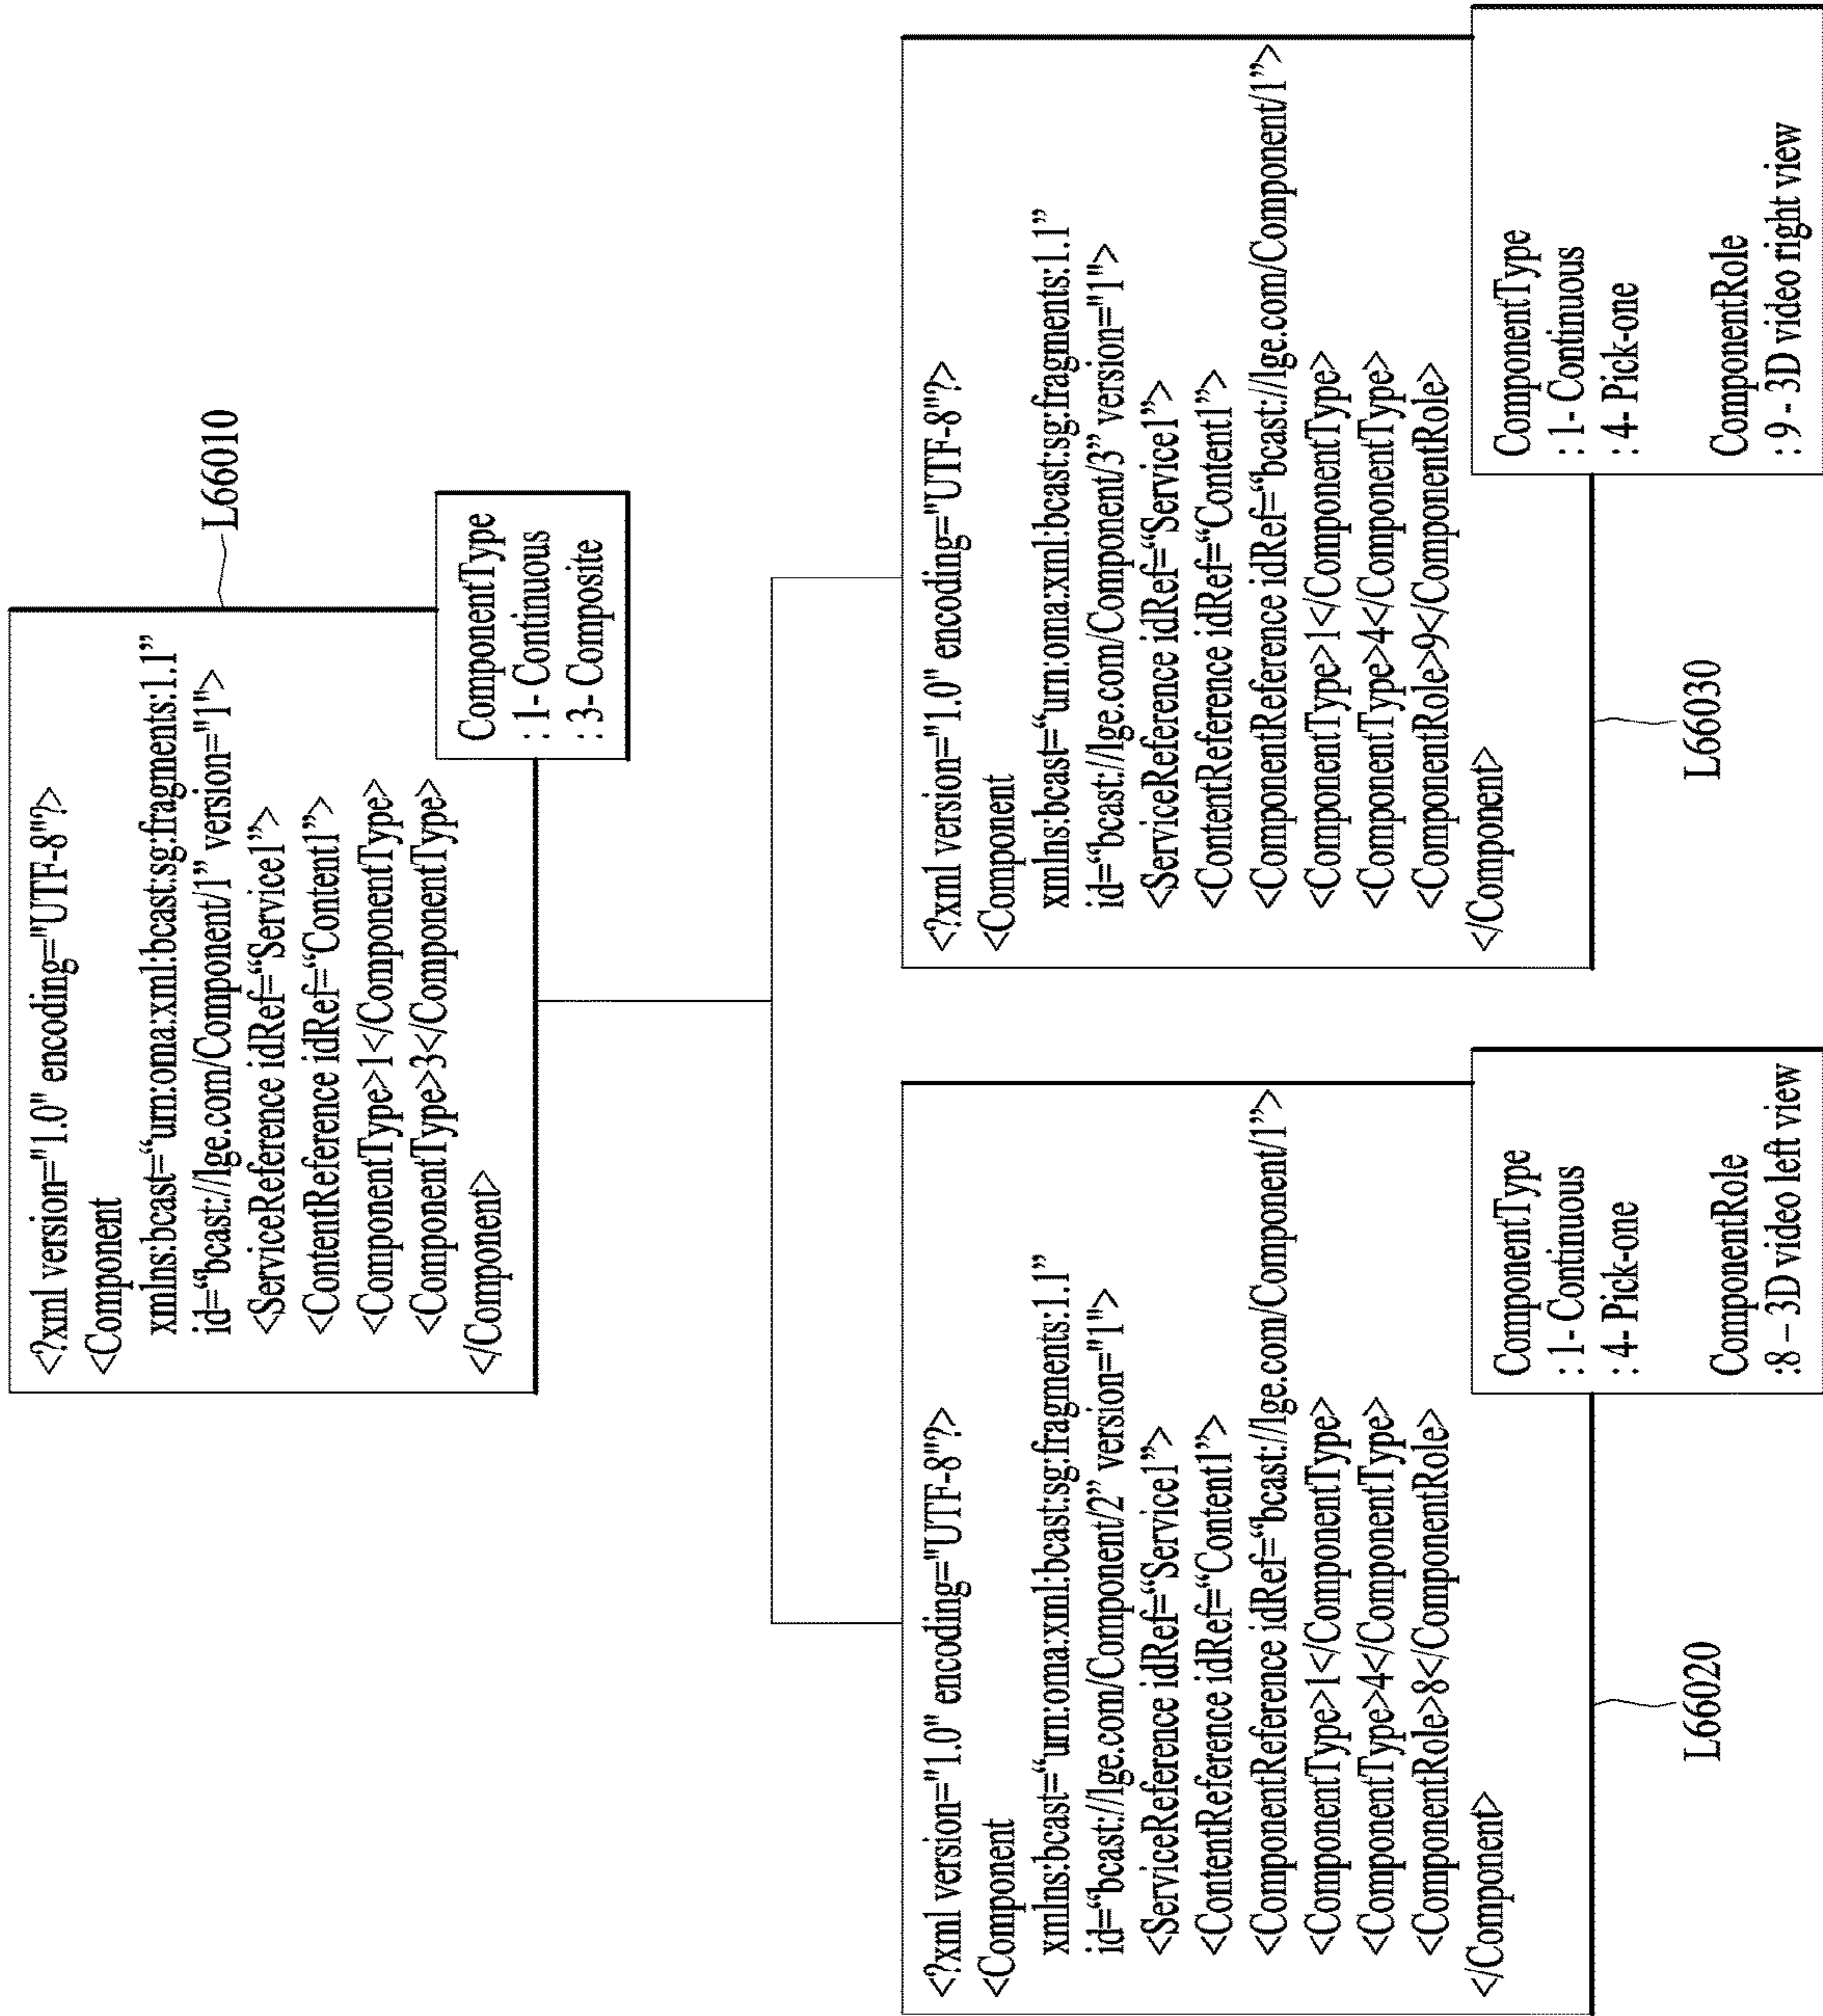 <?xml version="1.0" encoding="UTF-8"?>
<Component
xmlns:bcast=“urn:oma:xml:bcast:sg:fragments:1.1”
id=“bcast://lge.com/Component/1” version="1">
<ServiceReference idRef=“Service1”>
<ContentReference idRef=“Content1”>
<ComponentType>1</ComponentType>
<ComponentType>3</ComponentType>
</Component>
L66010
ComponentType
: 1- Continuous
: 3- Composite
<?xml version="1.0" encoding="UTF-8"?>
<Component
xmlns:bcast=“urn:oma:xml:bcast:sg:fragments:1.1”
id=“bcast://lge.com/Component/2” version="1">
<ServiceReference idRef=“Service1”>
<ContentReference idRef=“Content1”>
<ComponentReference idRef=“bcast://lge.com/Component/1”>
<ComponentType>1</ComponentType>
<ComponentType>4</ComponentType>
<ComponentRole>8</ComponentRole>
</Component>
ComponentType
: 1- Continuous
: 4- Pick-one
ComponentRole
:8 – 3D video left view
L66020
<?xml version="1.0" encoding="UTF-8"?>
<Component
xmlns:bcast=“urn:oma:xml:bcast:sg:fragments:1.1”
id=“bcast://lge.com/Component/3” version="1">
<ServiceReference idRef=“Service1”>
<ContentReference idRef=“Content1”>
<ComponentReference idRef=“bcast://lge.com/Component/1”>
<ComponentType>1</ComponentType>
<ComponentType>4</ComponentType>
<ComponentRole>9</ComponentRole>
</Component>
ComponentType
: 1- Continuous
: 4- Pick-one
ComponentRole
: 9 - 3D video right view
L66030